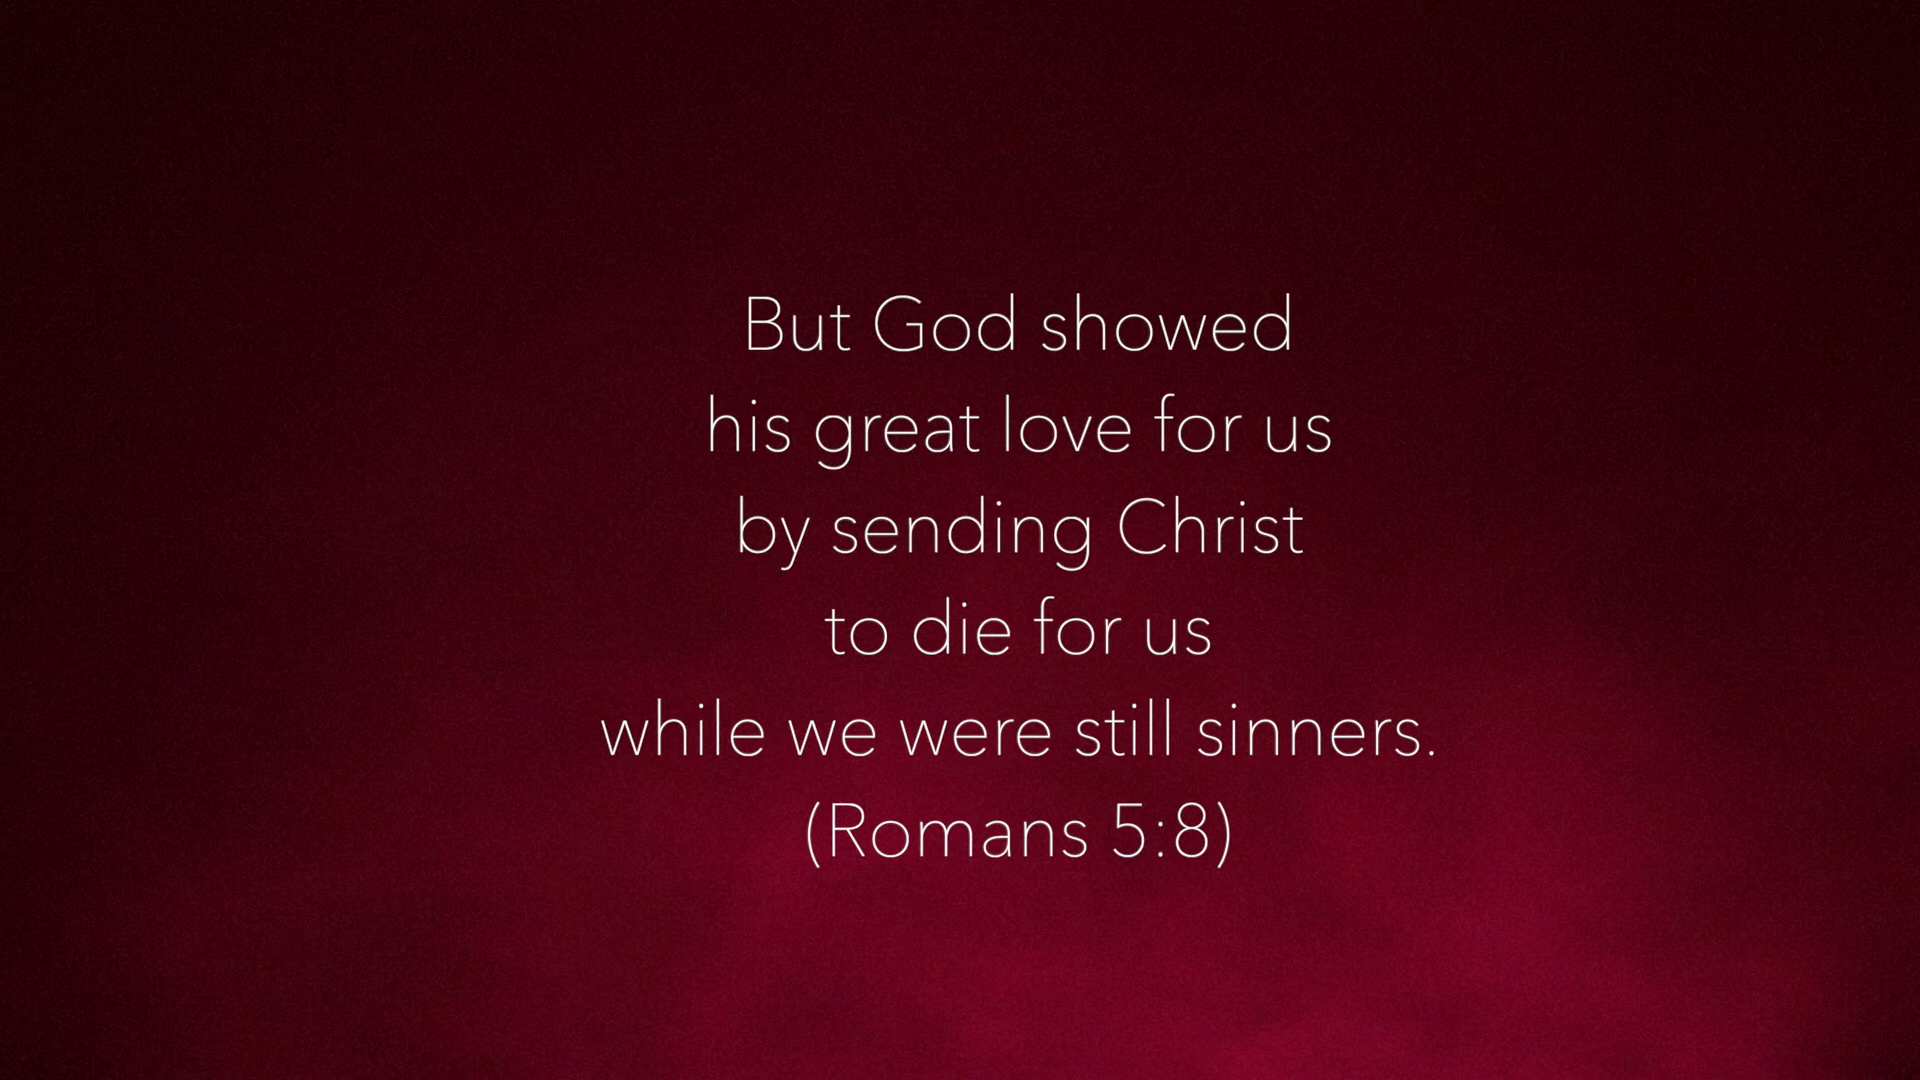 But God showed
his great love for us
by sending Christ
to die for us
while we were still sinners.
(Romans 5:8)